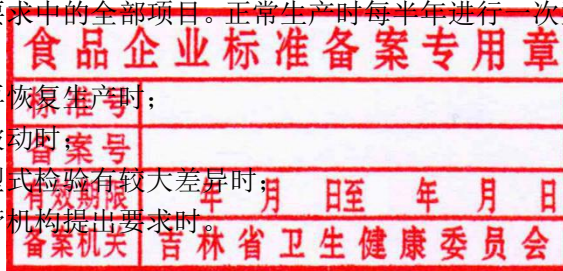 要求中的全部项目。正常生产时每半年进行一次
食品企业标准备案专用章
恢复生产时；
标准号
动时；
备案号
式检验有较大差异时；
有效期限 年 月 日至 年 月 日
机构提出要求时。
备案机关 吉林省卫生健康委员会